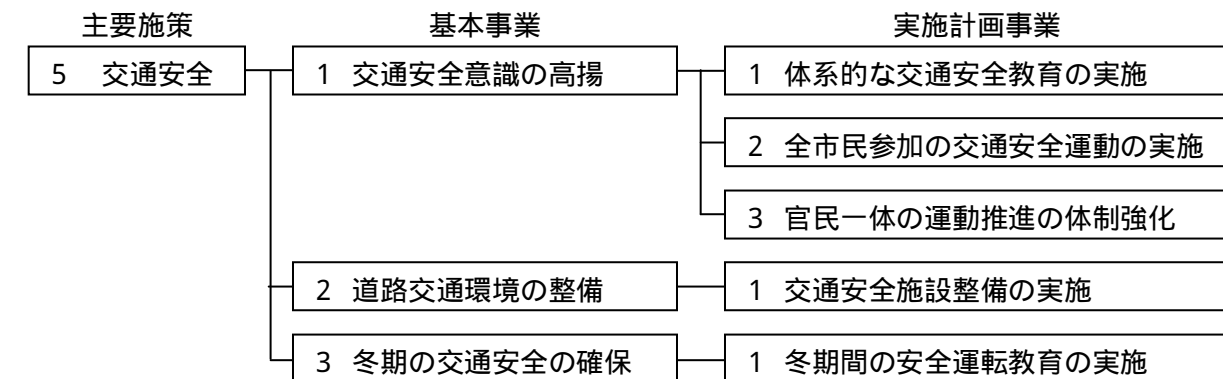 主要施策 基本事業 実施計画事業
5 交通安全 1 交通安全意識の高揚 1 体系的な交通安全教育の実施
2 全市民参加の交通安全運動の実施
3 官民一体の運動推進の体制強化
2 道路交通環境の整備 1 交通安全施設整備の実施
3 冬期の交通安全の確保 1 冬期間の安全運転教育の実施